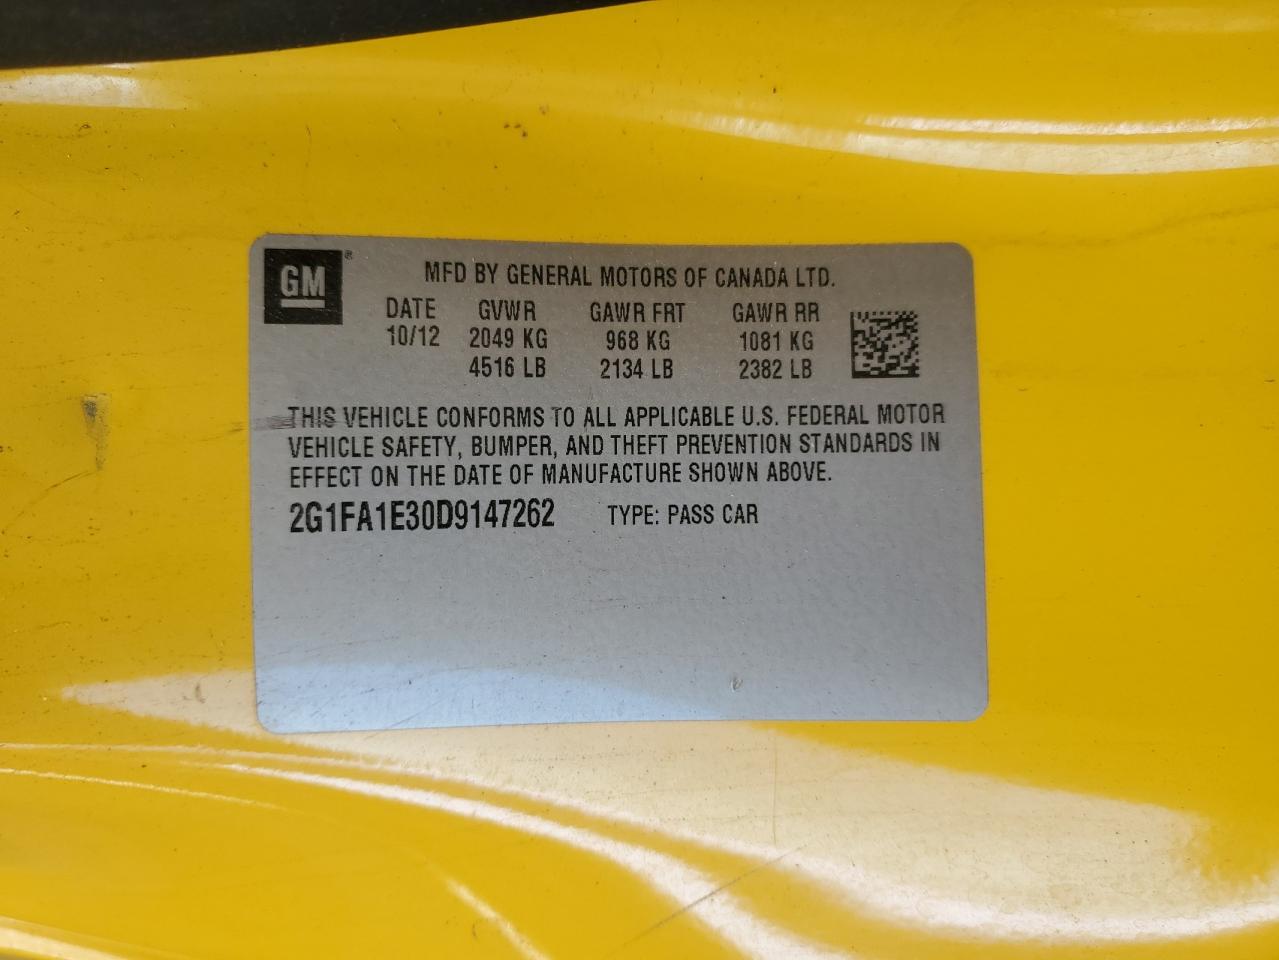 GM®
MFD BY GENERAL MOTORS OF CANADA LTD.
DATE GVWR GAWR FRT GAWR RR
10/12 2049 KG 968 KG 1081 KG
4516 LB 2134 LB 2382 LB
THIS VEHICLE CONFORMS TO ALL APPLICABLE U.S. FEDERAL MOTOR
VEHICLE SAFETY, BUMPER, AND THEFT PREVENTION STANDARDS IN
EFFECT ON THE DATE OF MANUFACTURE SHOWN ABOVE.
2G1FA1E30D9147262 TYPE: PASS CAR